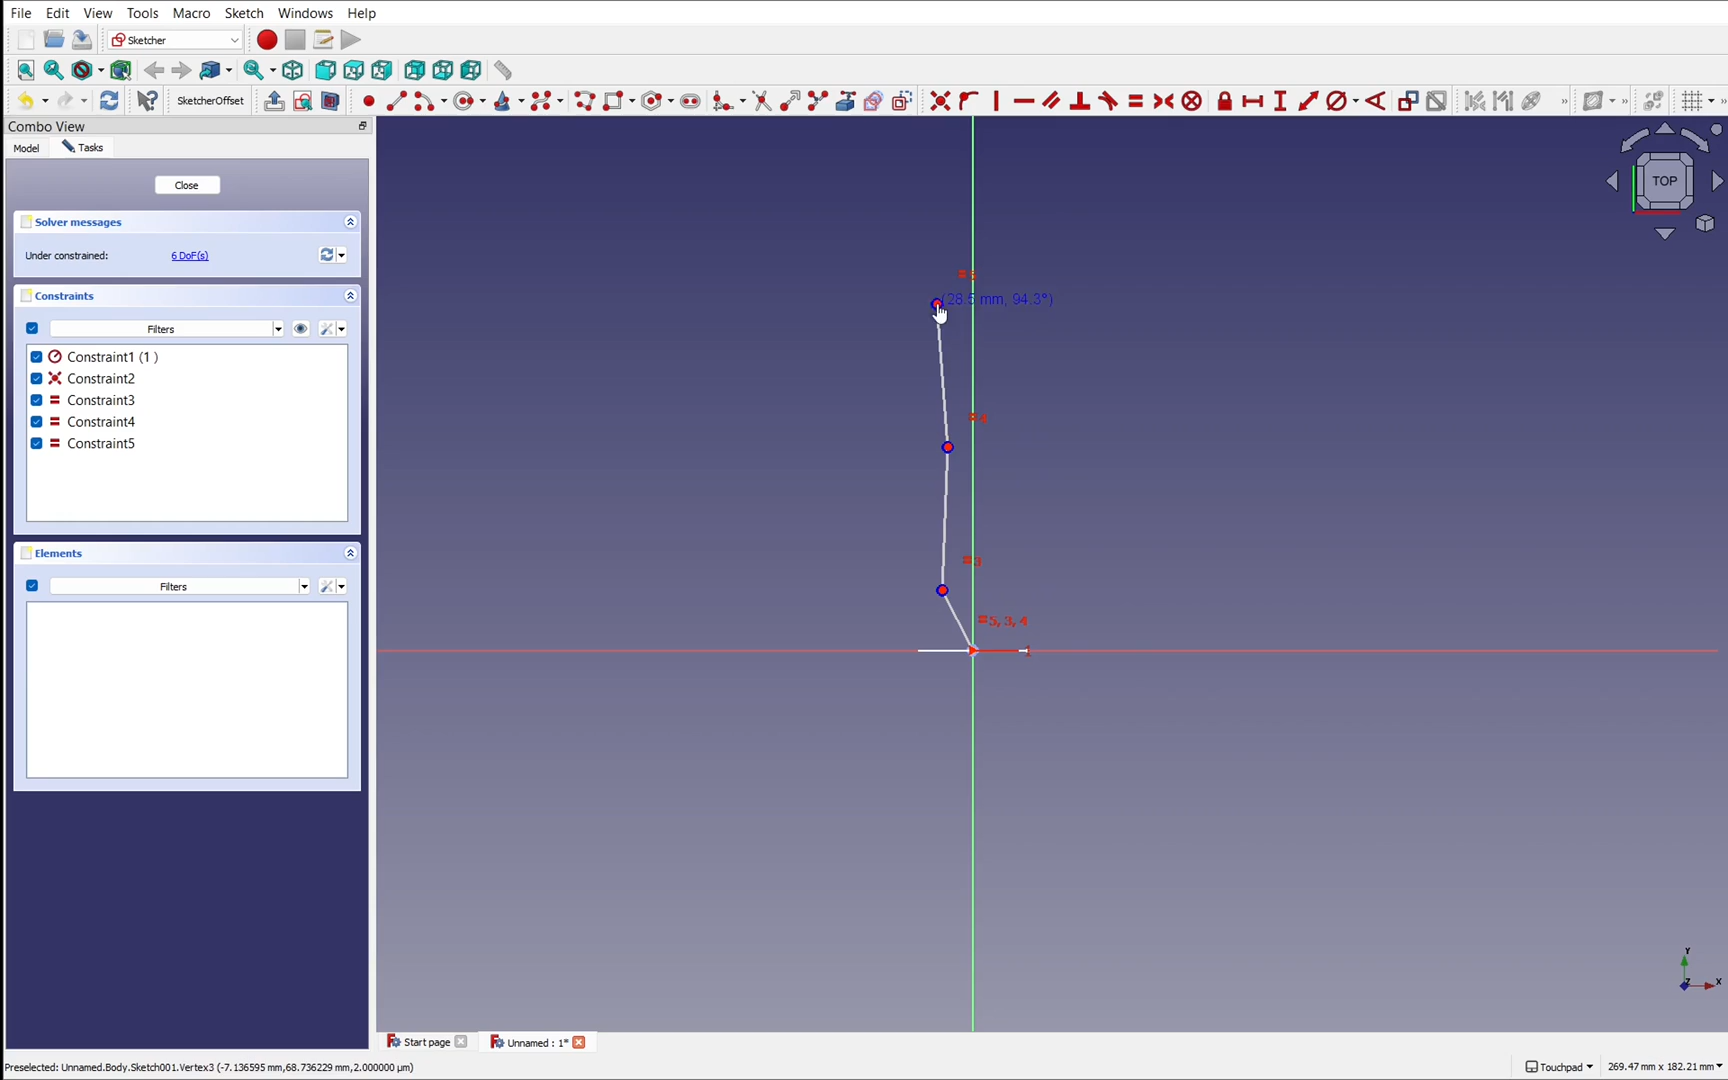 File Edit View Tools Macro Sketch Windows Help
Sketcher
SketcherOffset
Combo View
Model Tasks
Close
Solver messages
Under constrained: 6 DoF(s)
Constraints
Filters
Constraint1 (1 )
Constraint2
Constraint3
Constraint4
Constraint5
Elements
Filters
TOP
(28.5 mm, 94.3°)
4
3
5, 3, 4
1
Y
Z X
Start page Unnamed : 1*
Preselected: Unnamed.Body.Sketch001.Vertex3 (-7.136595 mm,68.736229 mm,2.000000 µm) Touchpad 269.47 mm x 182.21 mm